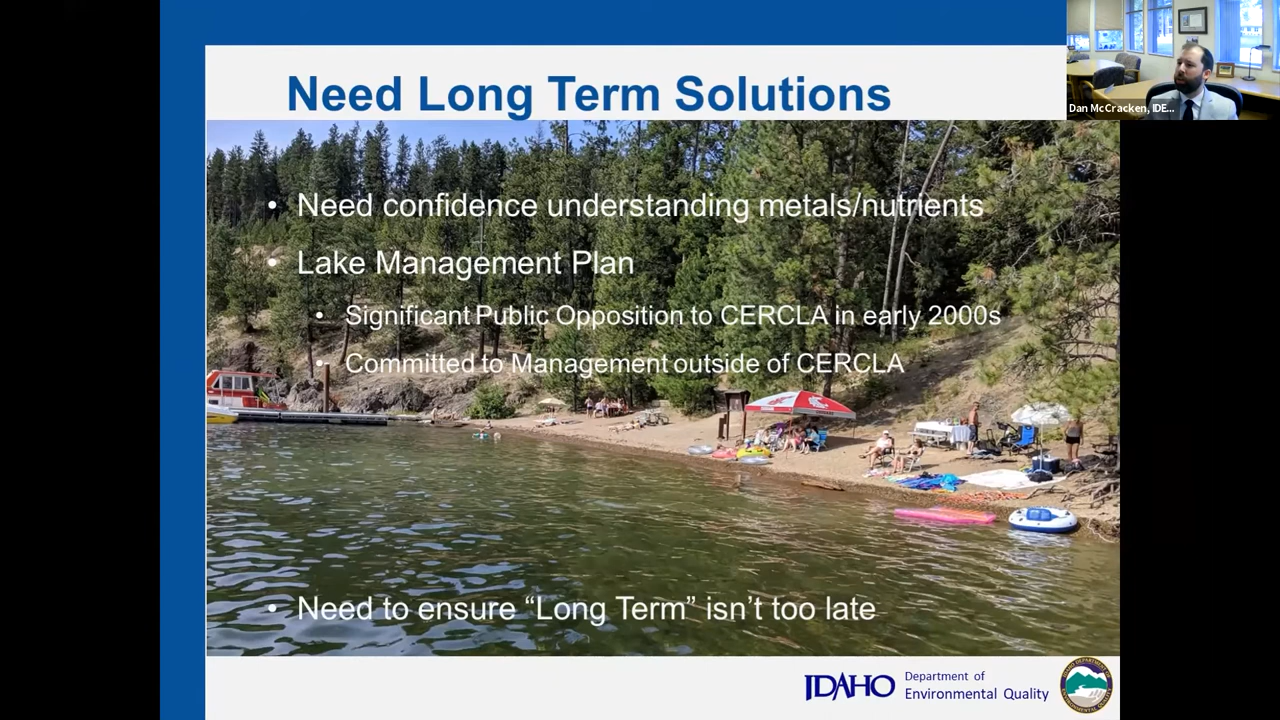 Need Long Term Solutions
Dan McCracken, IDE...
• Need confidence understanding metals/nutrients
• Lake Management Plan
• Significant Public Opposition to CERCLA in early 2000s
• Committed to Management outside of CERCLA
• Need to ensure “Long Term” isn’t too late
IDAHO
Department of
Environmental Quality